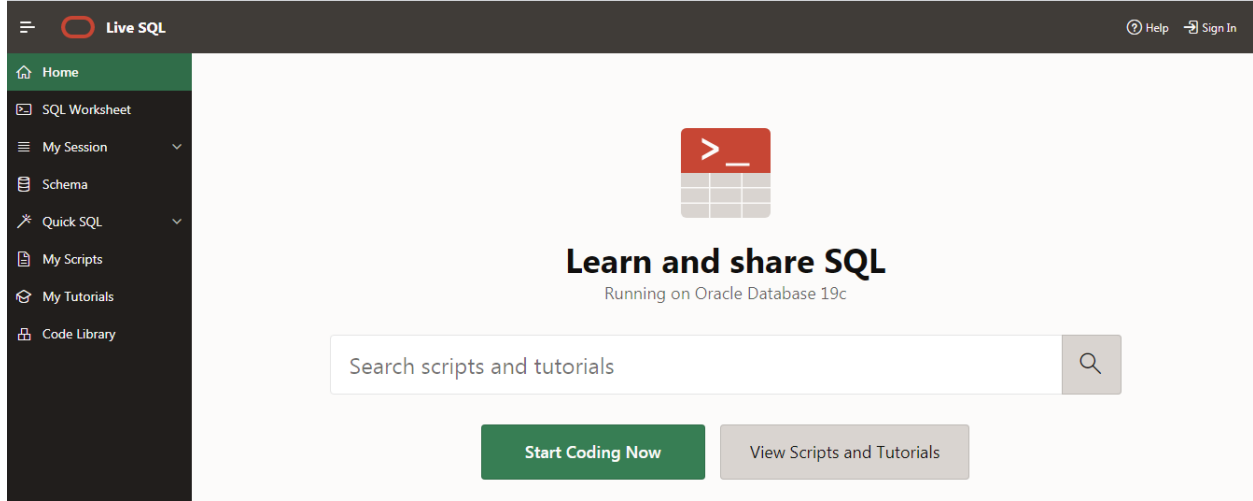 Live SQL
Help
Sign In
Home
SQL Worksheet
My Session
Schema
Quick SQL
My Scripts
My Tutorials
Code Library
>_
Learn and share SQL
Running on Oracle Database 19c
Search scripts and tutorials
Start Coding Now
View Scripts and Tutorials